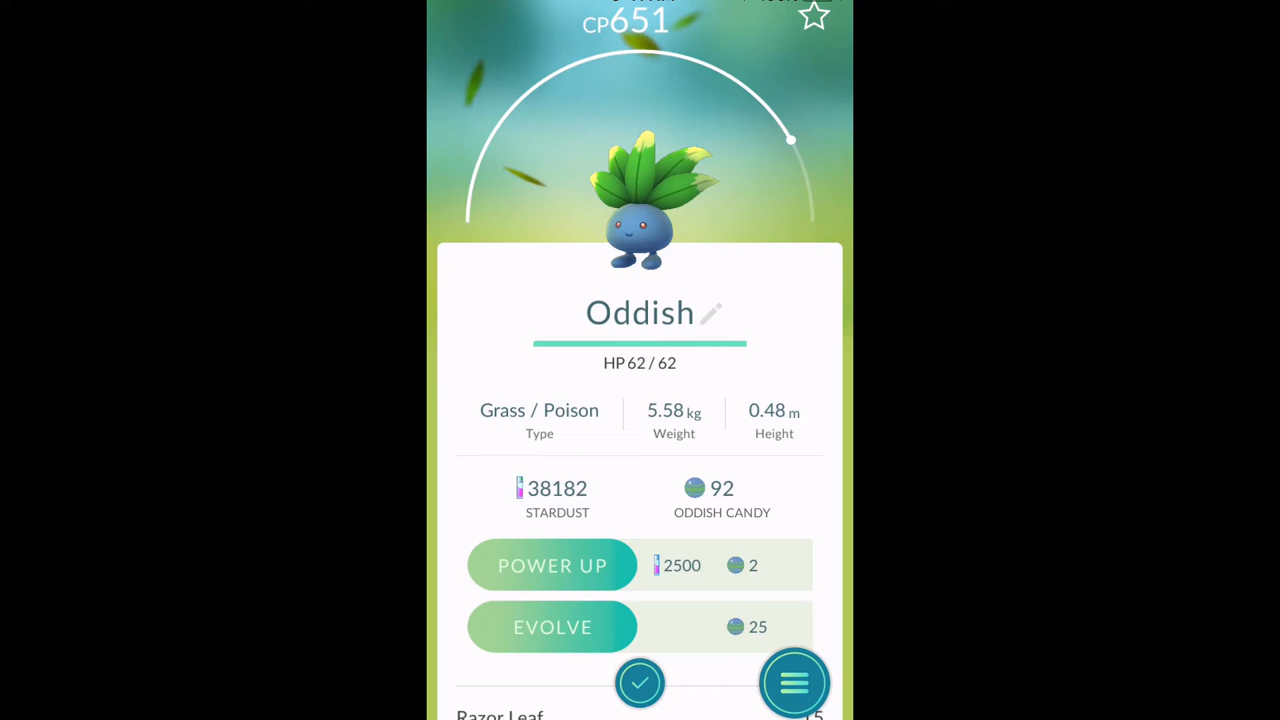 CP651
Oddish
HP 62 / 62
Grass / Poison
5.58 kg
0.48 m
Type
Weight
Height
38182
92
STARDUST
ODDISH CANDY
POWER UP 2500 2
EVOLVE 25
Razor Leaf 15